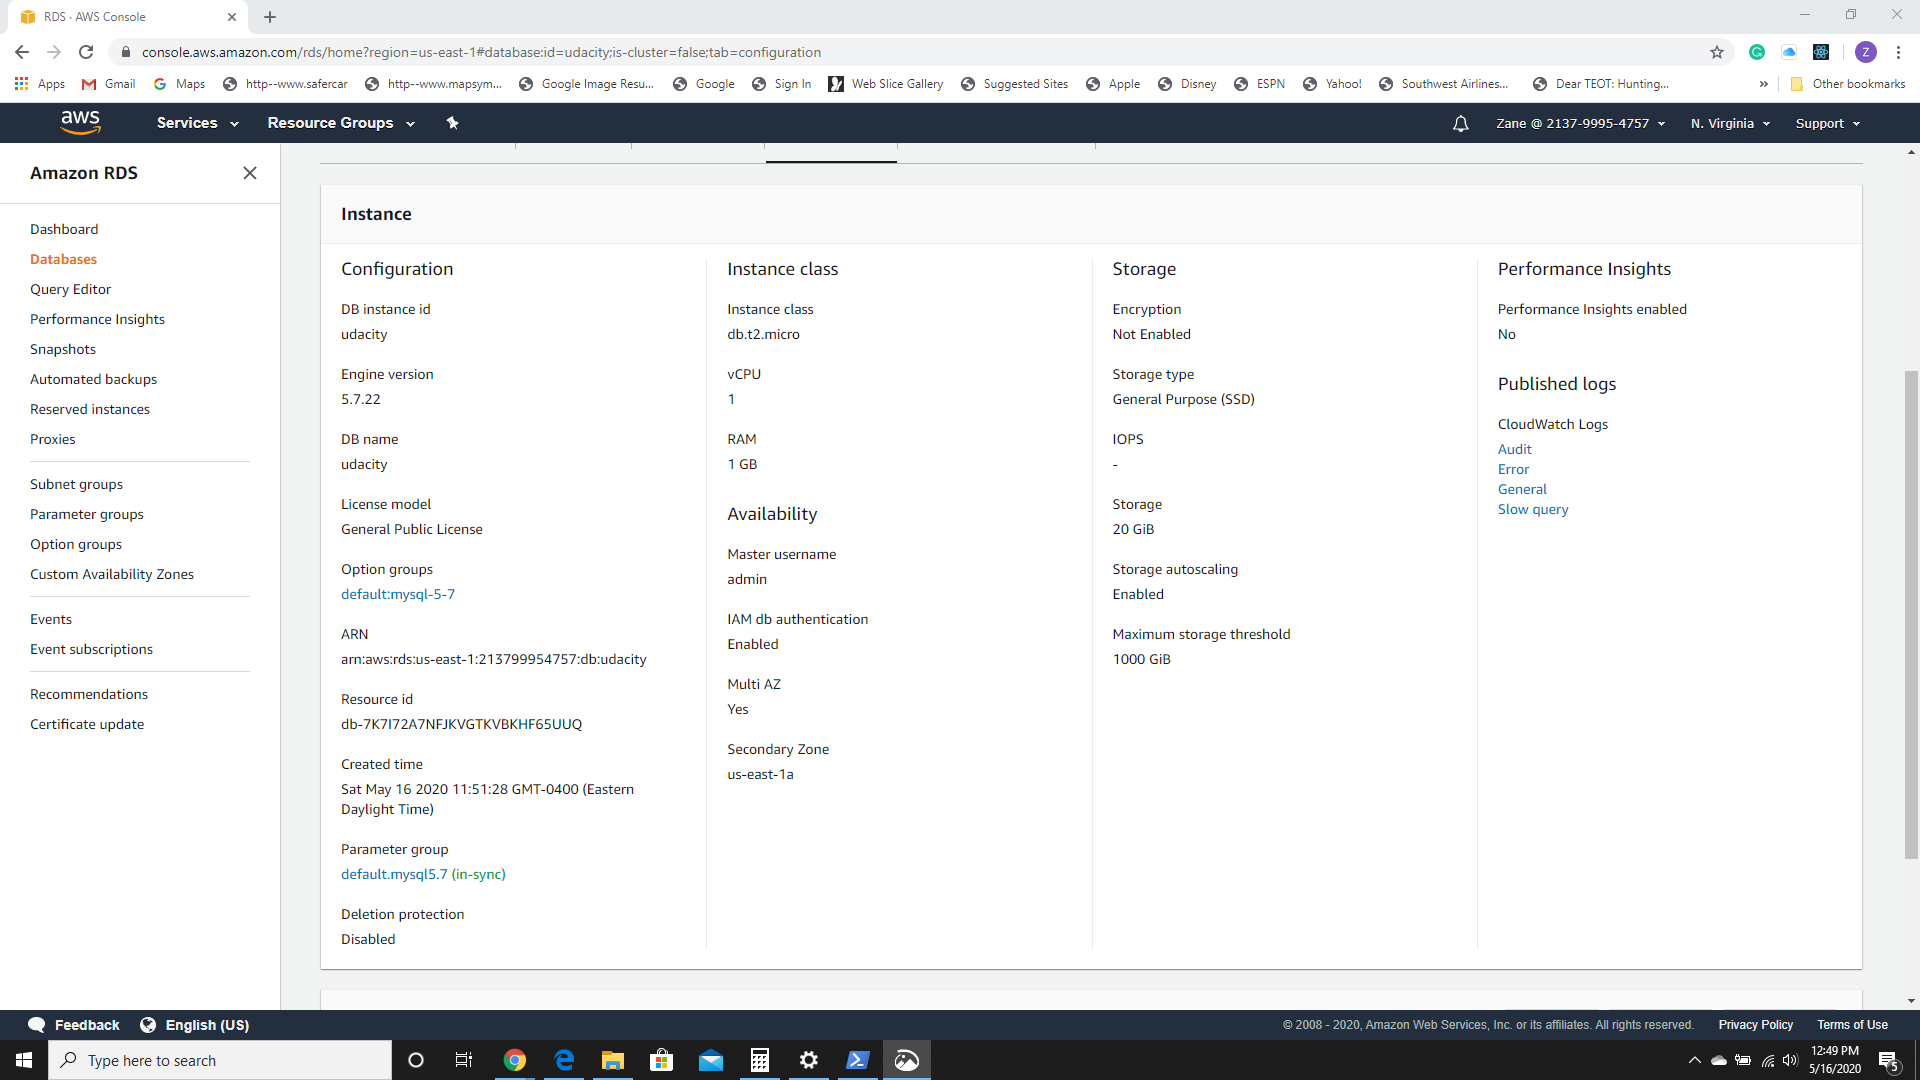 RDS · AWS Console
console.aws.amazon.com/rds/home?region=us-east-1#database:id=udacity;is-cluster=false;tab=configuration
Z
Apps
Gmail
Maps
http--www.safercar
http--www.mapsym...
Google Image Resu...
Google
Sign In
Web Slice Gallery
Suggested Sites
Apple
Disney
ESPN
Yahoo!
Southwest Airlines...
Dear TEOT: Hunting...
»
Other bookmarks
aws
Services
Resource Groups
Zane @ 2137-9995-4757
N. Virginia
Support
Amazon RDS
Dashboard
Databases
Query Editor
Performance Insights
Snapshots
Automated backups
Reserved instances
Proxies
Subnet groups
Parameter groups
Option groups
Custom Availability Zones
Events
Event subscriptions
Recommendations
Certificate update
Instance
Configuration
DB instance id
udacity
Engine version
5.7.22
DB name
udacity
License model
General Public License
Option groups
default:mysql-5-7
ARN
arn:aws:rds:us-east-1:213799954757:db:udacity
Resource id
db-7K7I72A7NFJKVGTKVBKHF65UUQ
Created time
Sat May 16 2020 11:51:28 GMT-0400 (Eastern
Daylight Time)
Parameter group
default.mysql5.7 (in-sync)
Deletion protection
Disabled
Instance class
Instance class
db.t2.micro
vCPU
1
RAM
1 GB
Availability
Master username
admin
IAM db authentication
Enabled
Multi AZ
Yes
Secondary Zone
us-east-1a
Storage
Encryption
Not Enabled
Storage type
General Purpose (SSD)
IOPS
-
Storage
20 GiB
Storage autoscaling
Enabled
Maximum storage threshold
1000 GiB
Performance Insights
Performance Insights enabled
No
Published logs
CloudWatch Logs
Audit
Error
General
Slow query
Feedback
English (US)
© 2008 - 2020, Amazon Web Services, Inc. or its affiliates. All rights reserved.
Privacy Policy
Terms of Use
Type here to search
12:49 PM
5/16/2020
5